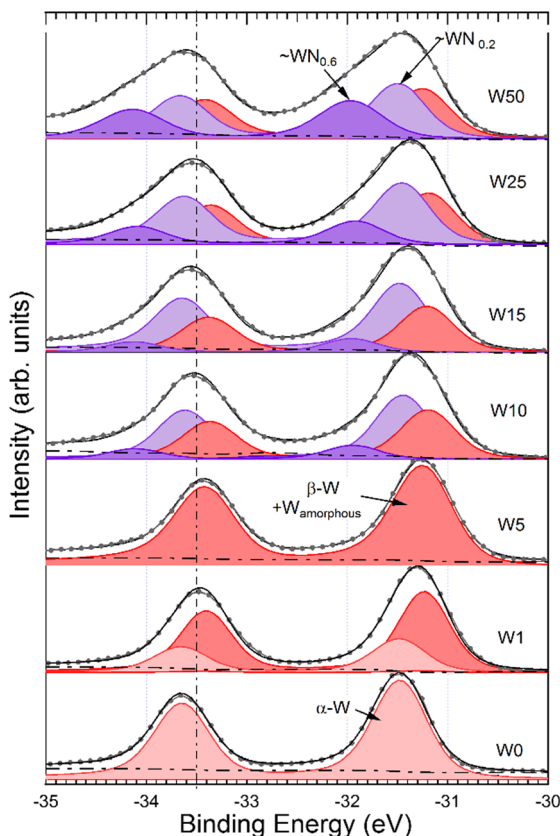 ~WN0.6
~WN0.2
W50
W25
W15
W10
β-W
+Wamorphous
W5
W1
α-W
W0
Intensity (arb. units)
-35 -34 -33 -32 -31 -30
Binding Energy (eV)